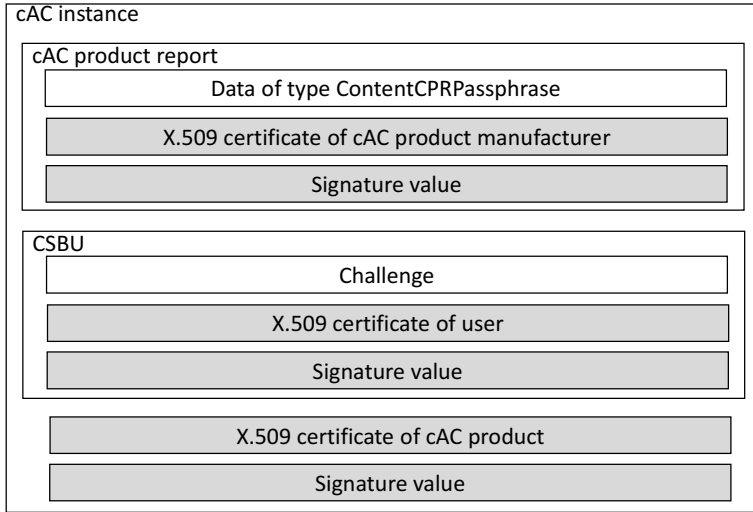 cAC instance
cAC product report
Data of type ContentCPRPassphrase
X.509 certificate of cAC product manufacturer
Signature value
CSBU
Challenge
X.509 certificate of user
Signature value
X.509 certificate of cAC product
Signature value